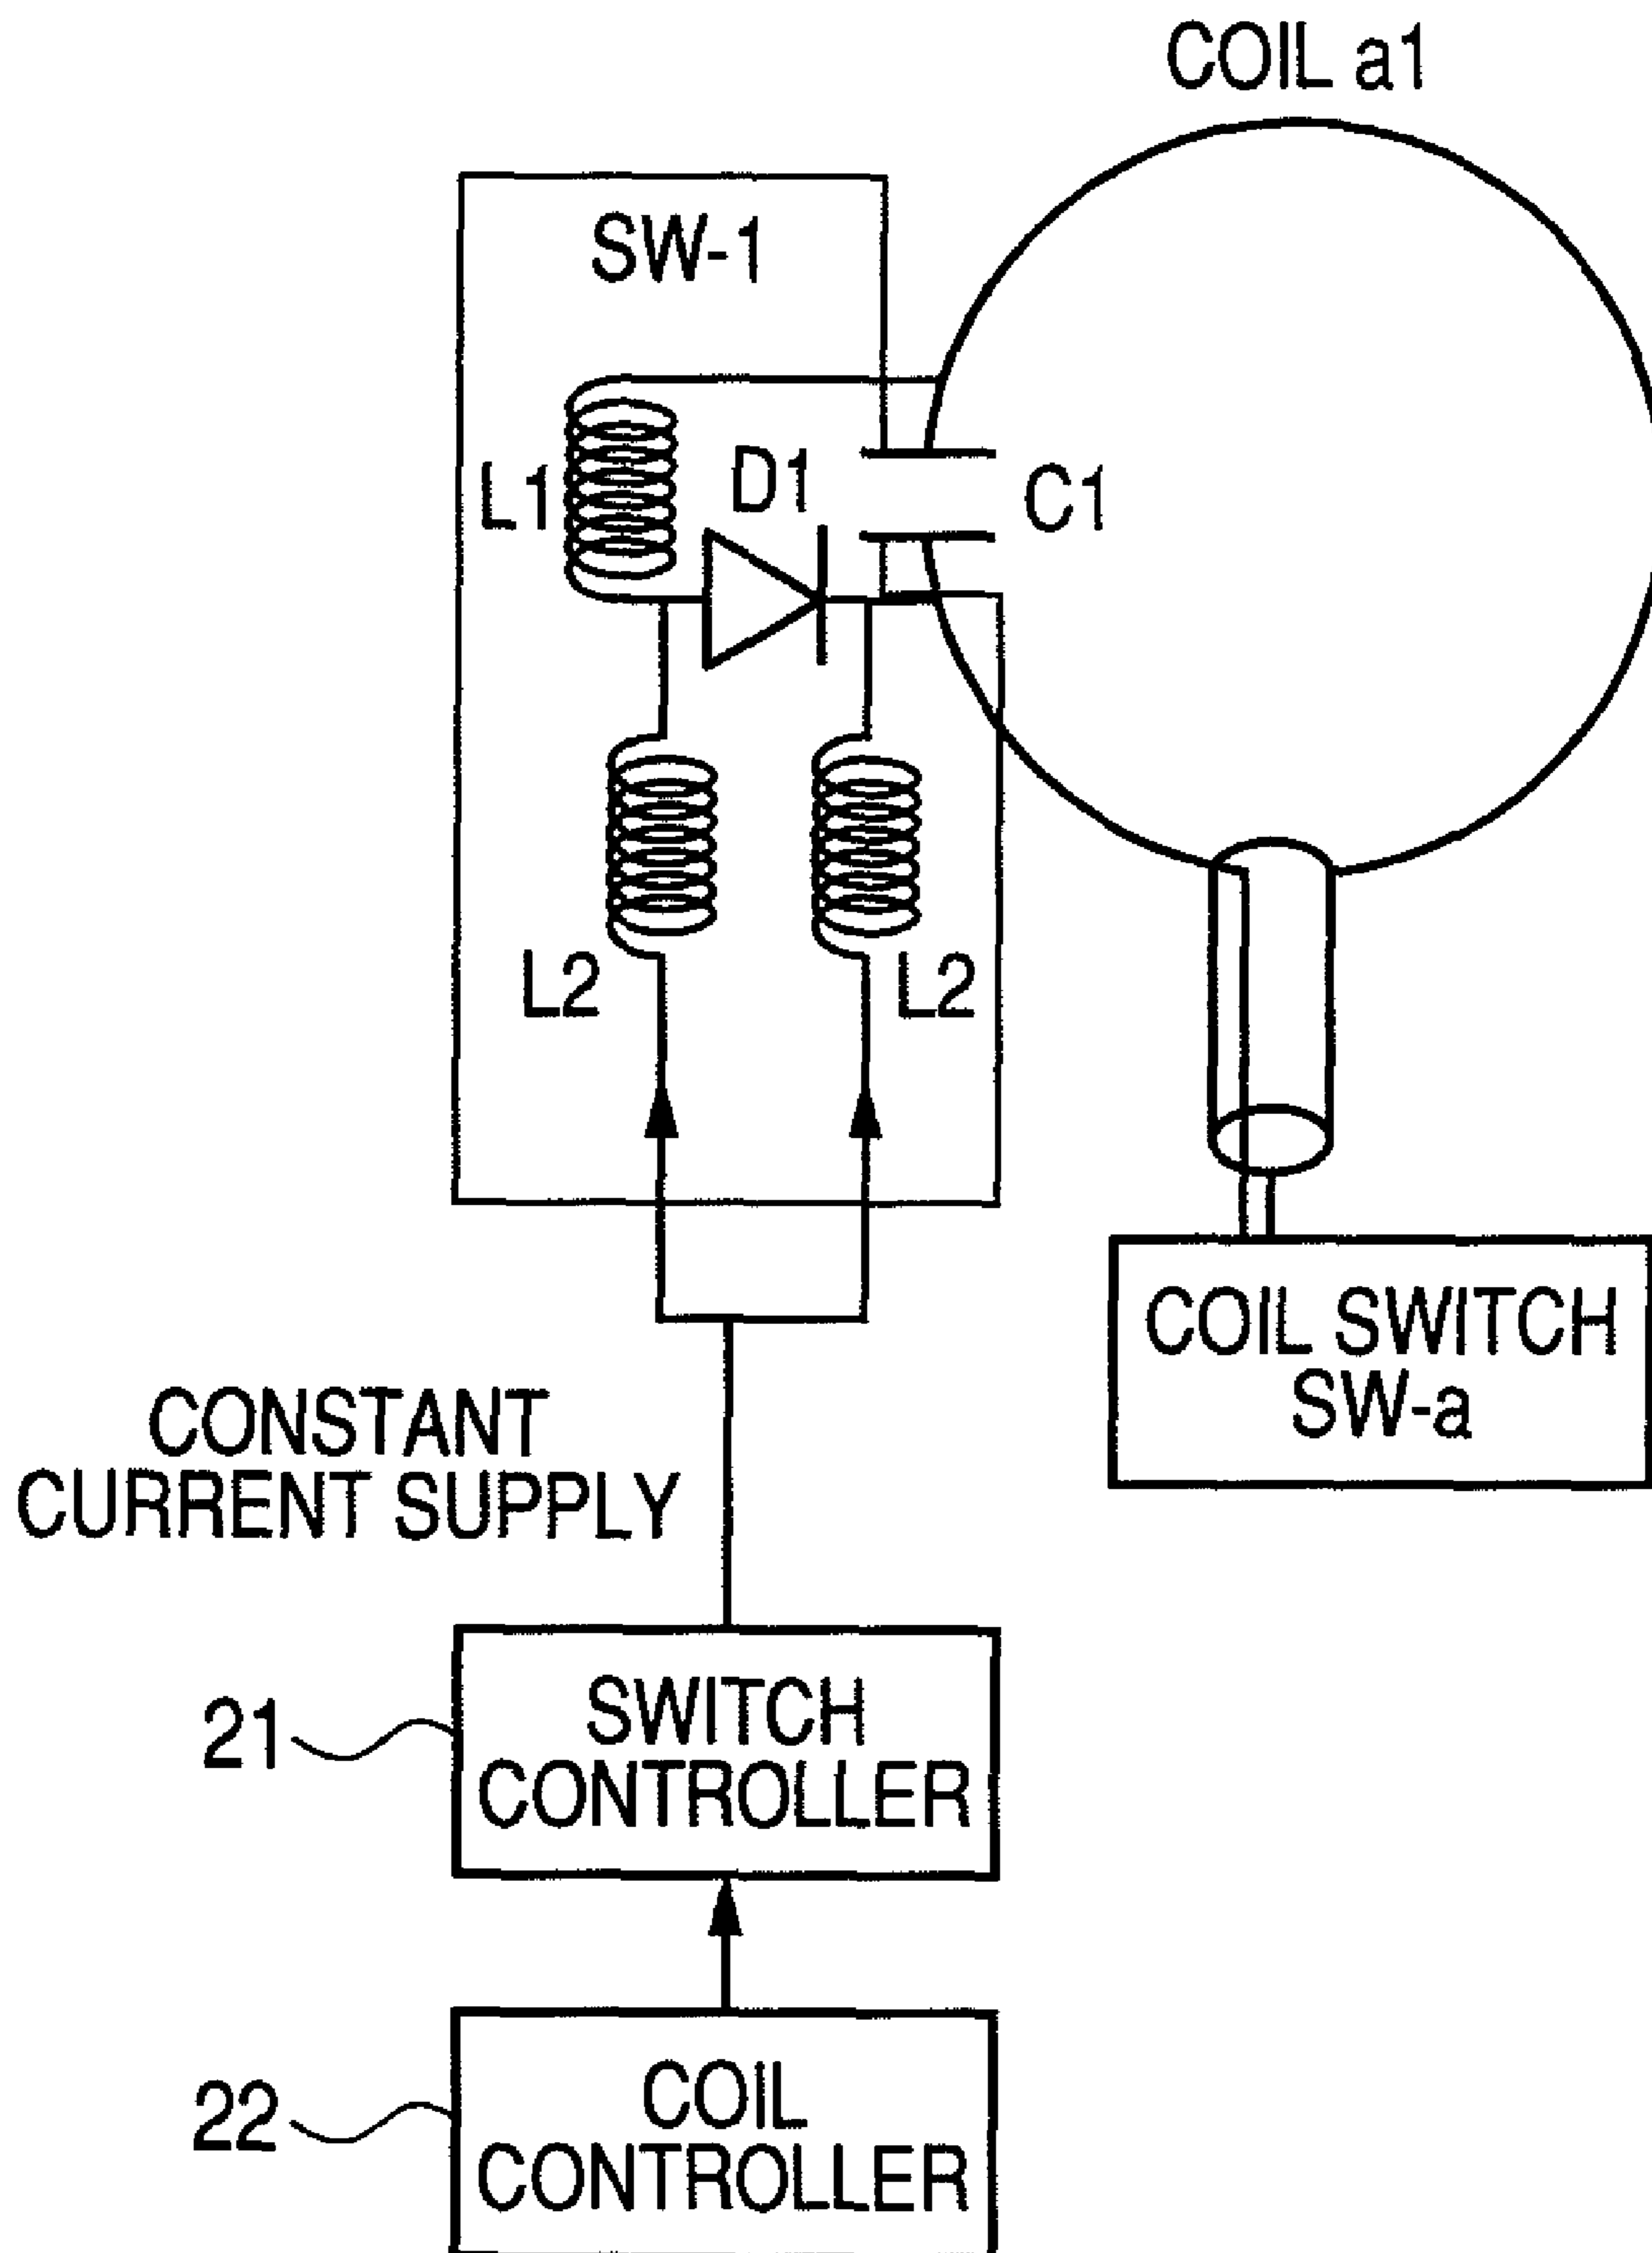 COIL a1
SW-1
L1
D1
C1
L2
L2
COIL SWITCH
SW-a
CONSTANT
CURRENT SUPPLY
21
SWITCH
CONTROLLER
22
COIL
CONTROLLER